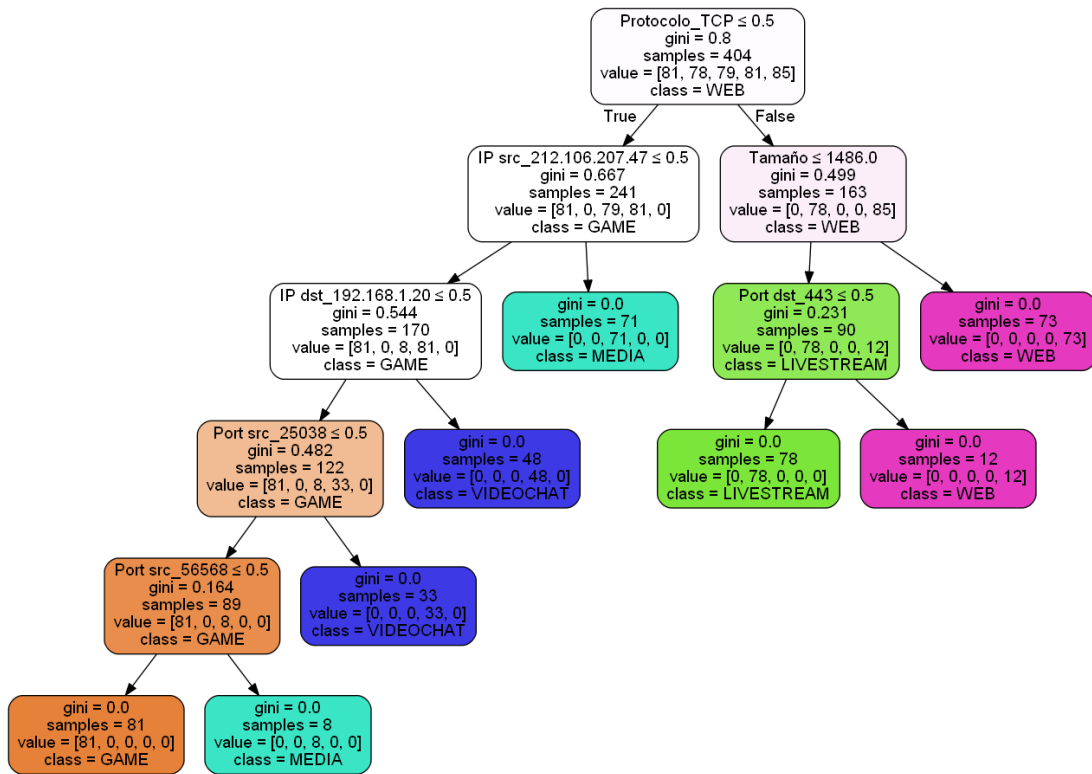 Protocolo_TCP ≤ 0.5
gini = 0.8
samples = 404
value = [81, 78, 79, 81, 85]
class = WEB
True
False
IP src_212.106.207.47 ≤ 0.5
gini = 0.667
samples = 241
value = [81, 0, 79, 81, 0]
class = GAME
Tamaño ≤ 1486.0
gini = 0.499
samples = 163
value = [0, 78, 0, 0, 85]
class = WEB
IP dst_192.168.1.20 ≤ 0.5
gini = 0.544
samples = 170
value = [81, 0, 8, 81, 0]
class = GAME
gini = 0.0
samples = 71
value = [0, 0, 71, 0, 0]
class = MEDIA
Port dst_443 ≤ 0.5
gini = 0.231
samples = 90
value = [0, 78, 0, 0, 12]
class = LIVESTREAM
gini = 0.0
samples = 73
value = [0, 0, 0, 0, 73]
class = WEB
Port src_25038 ≤ 0.5
gini = 0.482
samples = 122
value = [81, 0, 8, 33, 0]
class = GAME
gini = 0.0
samples = 48
value = [0, 0, 0, 48, 0]
class = VIDEOCHAT
gini = 0.0
samples = 78
value = [0, 78, 0, 0, 0]
class = LIVESTREAM
gini = 0.0
samples = 12
value = [0, 0, 0, 0, 12]
class = WEB
Port src_56568 ≤ 0.5
gini = 0.164
samples = 89
value = [81, 0, 8, 0, 0]
class = GAME
gini = 0.0
samples = 33
value = [0, 0, 0, 33, 0]
class = VIDEOCHAT
gini = 0.0
samples = 81
value = [81, 0, 0, 0, 0]
class = GAME
gini = 0.0
samples = 8
value = [0, 0, 8, 0, 0]
class = MEDIA